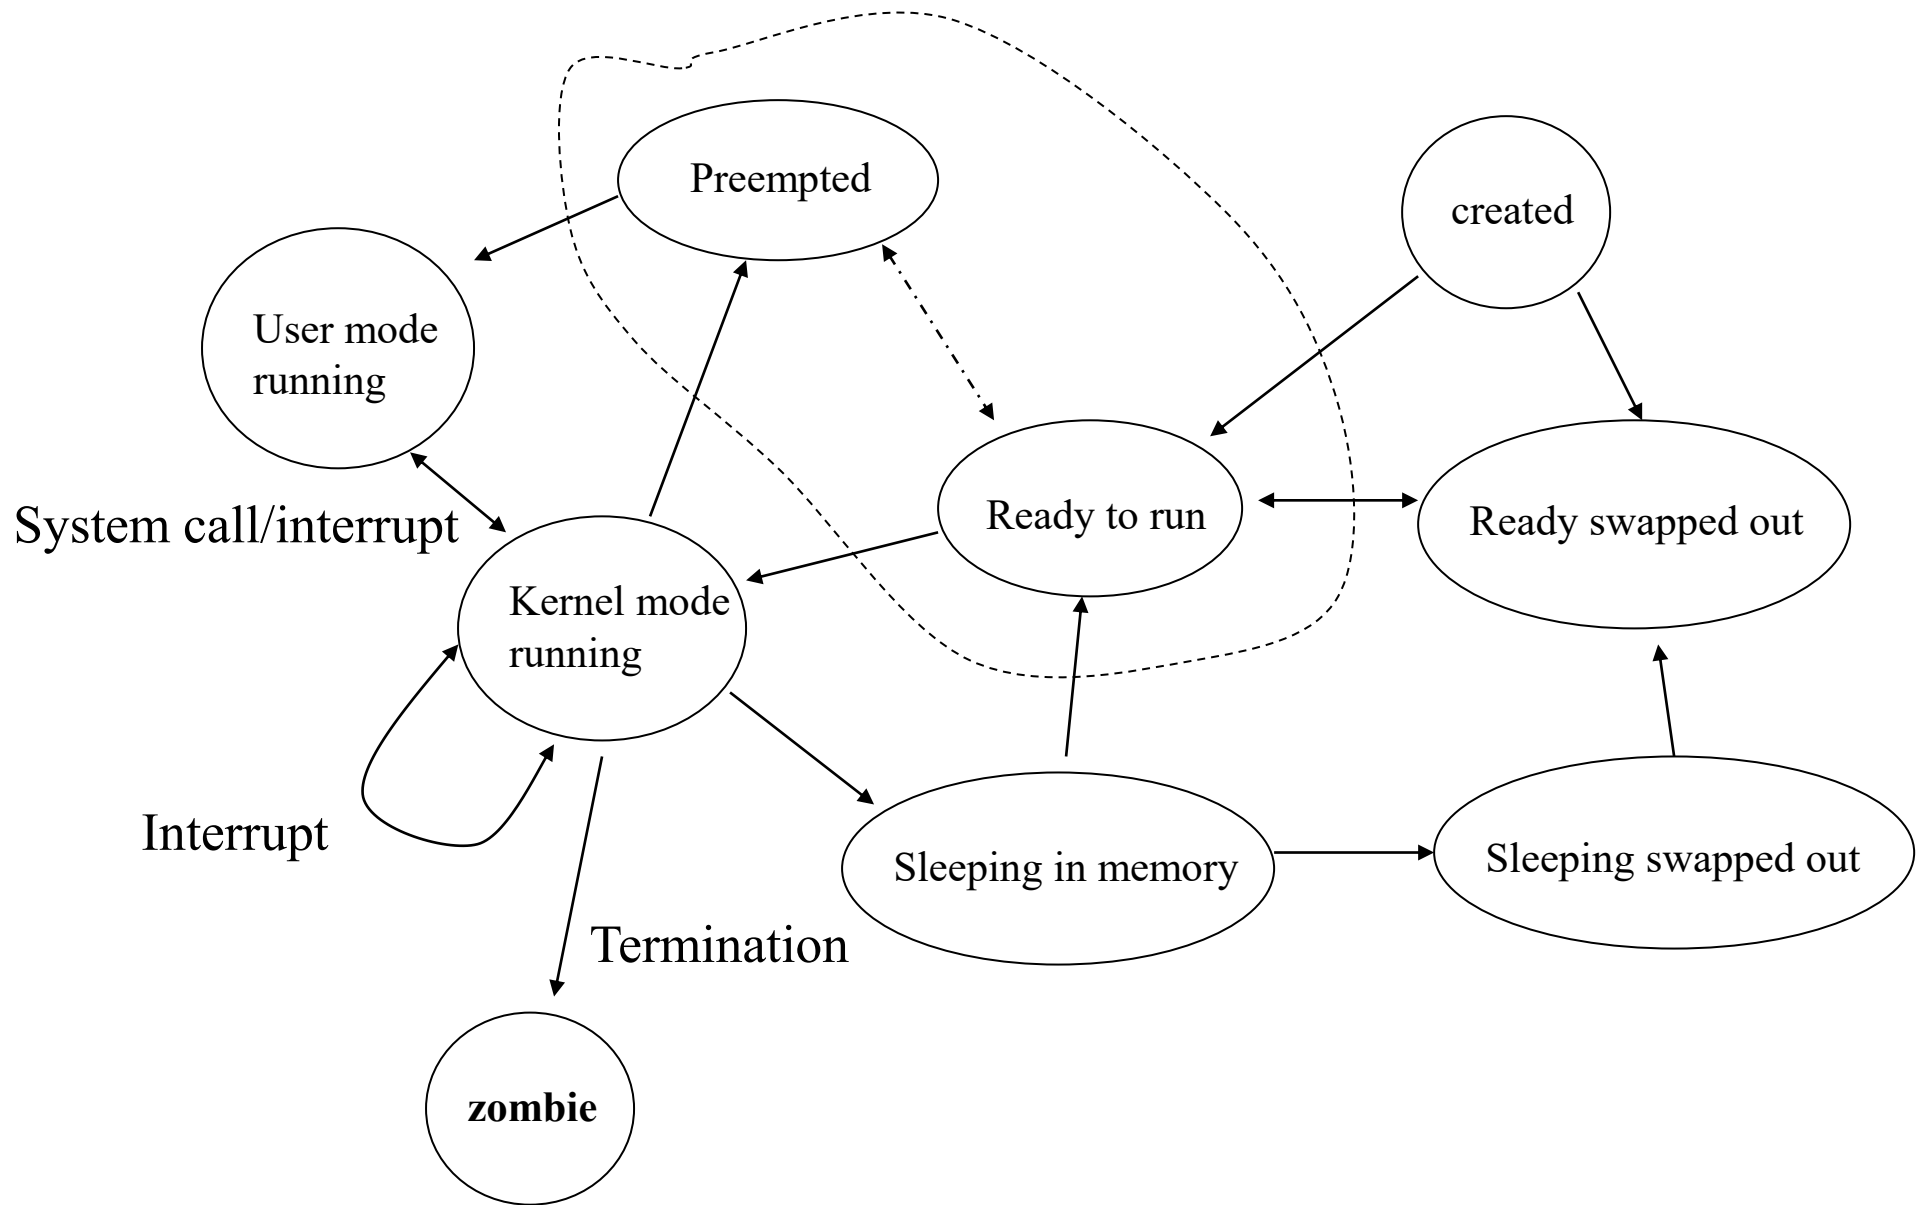 Preempted
created
User mode
running
System call/interrupt
Ready to run
Ready swapped out
Kernel mode
running
Interrupt
Sleeping in memory
Sleeping swapped out
Termination
zombie